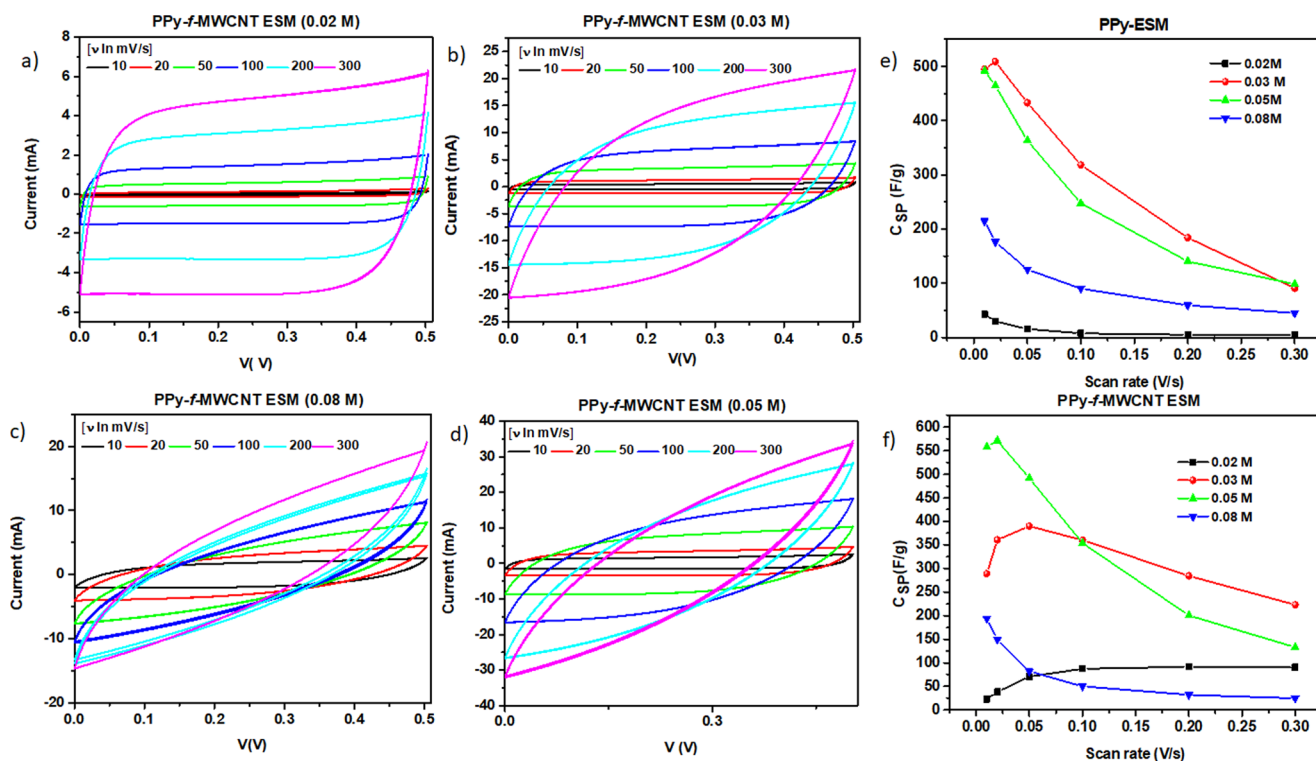 PPy-f-MWCNT ESM (0.02 M)
a)
[ν In mV/s]
10 20 50 100 200 300
8
6
4
2
0
-2
-4
-6
Current (mA)
0.0 0.1 0.2 0.3 0.4 0.5
V( V)
PPy-f-MWCNT ESM (0.03 M)
b)
[ν In mV/s]
10 20 50 100 200 300
25
20
15
10
5
0
-5
-10
-15
-20
-25
Current (mA)
0.0 0.1 0.2 0.3 0.4 0.5
V(V)
PPy-ESM
e)
0.02M
0.03 M
0.05M
0.08M
500
450
400
350
300
250
200
150
100
50
0
C SP (F/g)
0.00 0.05 0.10 0.15 0.20 0.25 0.30
Scan rate (V/s)
PPy-f-MWCNT ESM (0.08 M)
c)
[ν In mV/s]
10 20 50 100 200 300
20
10
0
-10
-20
Current (mA)
0.0 0.1 0.2 0.3 0.4 0.5
V(V)
PPy-f-MWCNT ESM (0.05 M)
d)
[ν In mV/s]
10 20 50 100 200 300
40
30
20
10
0
-10
-20
-30
-40
Current (mA)
0.0 0.3
V (V)
PPy-f-MWCNT ESM
f)
0.02 M
0.03 M
0.05 M
0.08 M
600
550
500
450
400
350
300
250
200
150
100
50
0
C SP (F/g)
0.00 0.05 0.10 0.15 0.20 0.25 0.30
Scan rate (V/s)